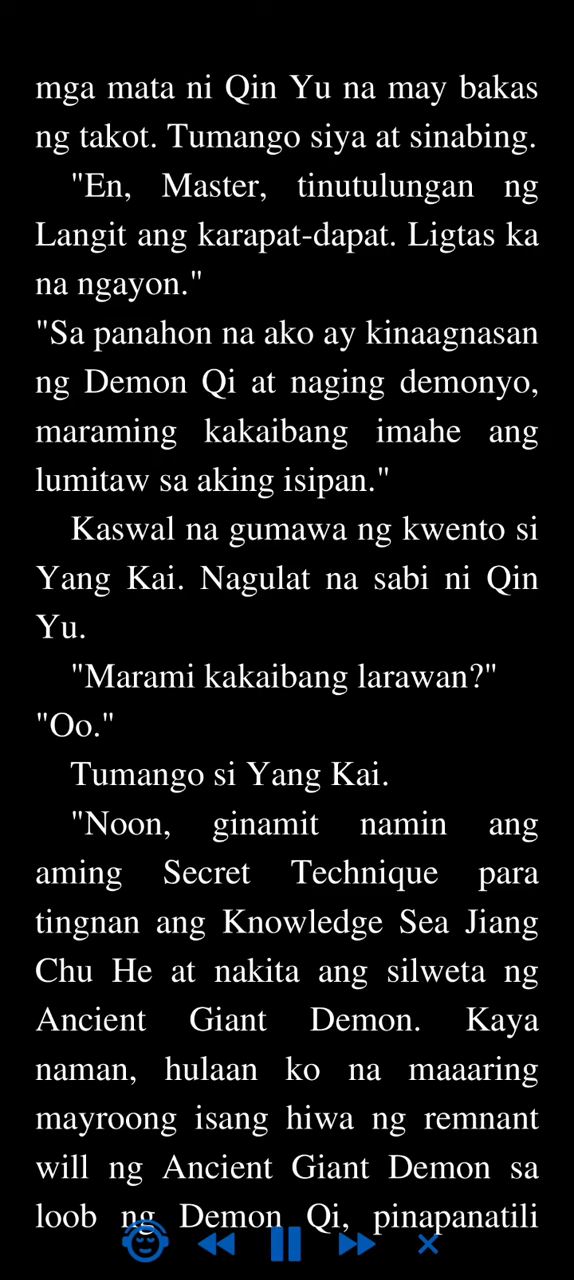 mga mata ni Qin Yu na may bakas
ng takot. Tumango siya at sinabing.
"En, Master, tinutulungan ng
Langit ang karapat-dapat. Ligtas ka
na ngayon."
"Sa panahon na ako ay kinaagnasan
ng Demon Qi at naging demonyo,
maraming kakaibang imahe ang
lumitaw sa aking isipan."
Kaswal na gumawa ng kwento si
Yang Kai. Nagulat na sabi ni Qin
Yu.
"Marami kakaibang larawan?"
"Oo."
Tumango si Yang Kai.
"Noon, ginamit namin ang
aming Secret Technique para
tingnan ang Knowledge Sea Jiang
Chu He at nakita ang silweta ng
Ancient Giant Demon. Kaya
naman, hulaan ko na maaaring
mayroong isang hiwa ng remnant
will ng Ancient Giant Demon sa
loob ng Demon Qi, pinapanatili